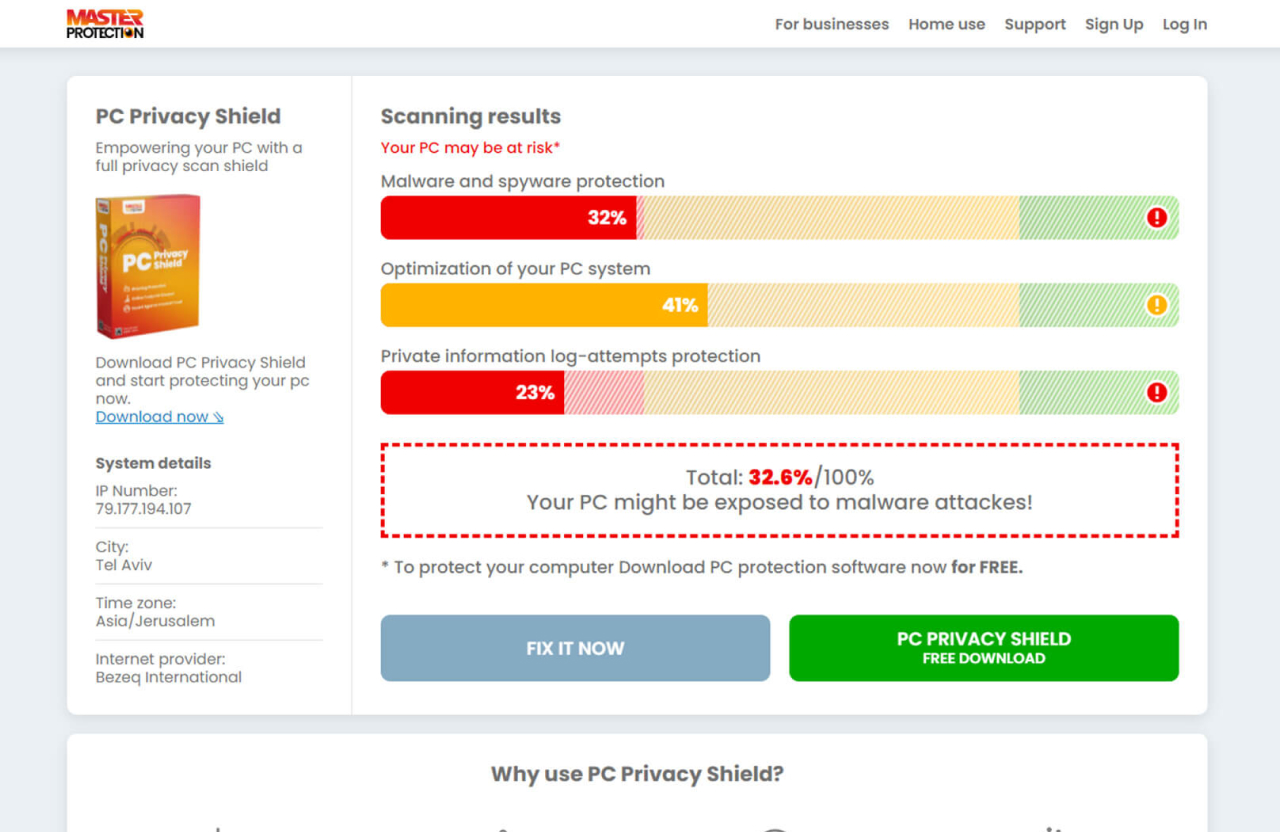 MASTER
PROTECTION
For businesses Home use Support Sign Up Log In
PC Privacy Shield
Empowering your PC with a
full privacy scan shield
PC Privacy
Shield
Download PC Privacy Shield
and start protecting your pc
now.
Download now
System details
IP Number:
79.177.194.107
City:
Tel Aviv
Time zone:
Asia/Jerusalem
Internet provider:
Bezeq International
Scanning results
Your PC may be at risk*
Malware and spyware protection
32%
Optimization of your PC system
41%
Private information log-attempts protection
23%
Total: 32.6%/100%
Your PC might be exposed to malware attackes!
* To protect your computer Download PC protection software now for FREE.
FIX IT NOW
PC PRIVACY SHIELD
FREE DOWNLOAD
Why use PC Privacy Shield?